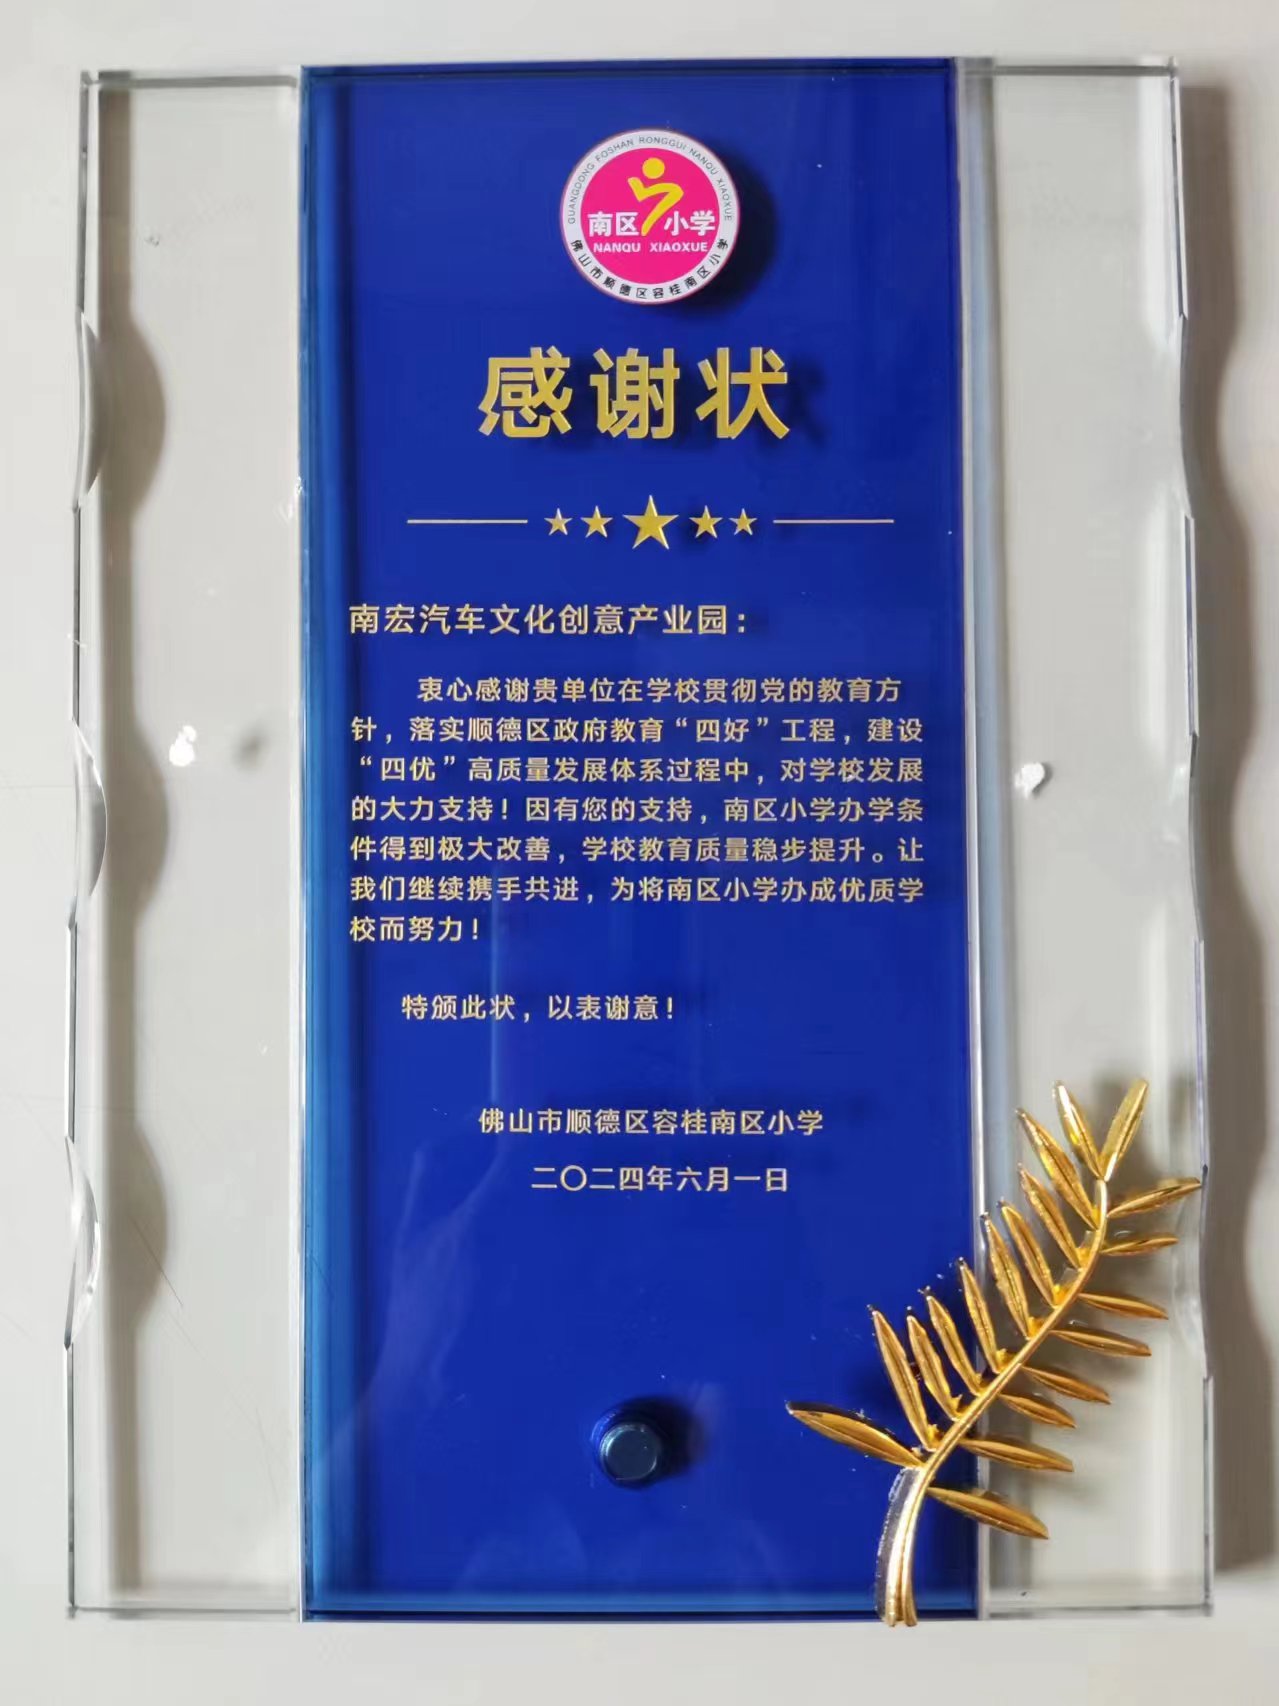 GUANGDONG FOSHAN RONGGUI NANQU XIAOXUE
南区小学
NANQU XIAOXUE
佛山市顺德区容桂南区小学
感谢状
南宏汽车文化创意产业园：
衷心感谢贵单位在学校贯彻党的教育方
针，落实顺德区政府教育“四好”工程，建设
“四优”高质量发展体系过程中，对学校发展
的大力支持！因有您的支持，南区小学办学条
件得到极大改善，学校教育质量稳步提升。让
我们继续携手共进，为将南区小学办成优质学
校而努力！
特颁此状，以表谢意！
佛山市顺德区容桂南区小学
二〇二四年六月一日